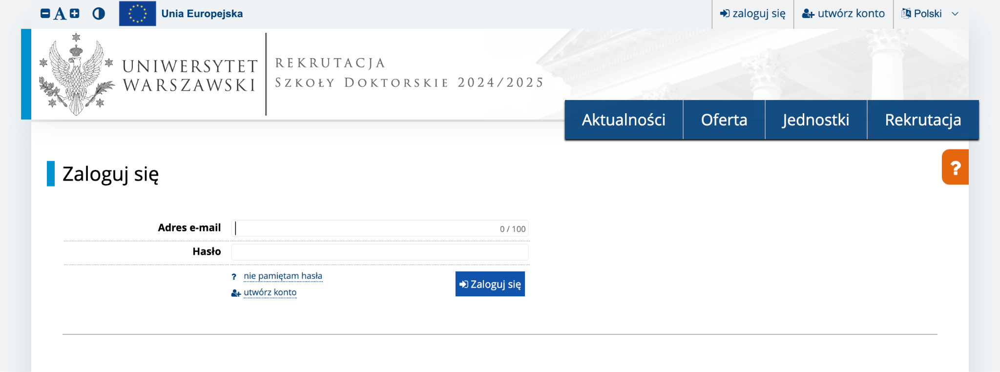 A
Unia Europejska
zaloguj się
utwórz konto
Polski
UNIWERSYTET
WARSZAWSKI
REKRUTACJA
SZKOŁY DOKTORSKIE 2024/2025
Aktualności
Oferta
Jednostki
Rekrutacja
?
Zaloguj się
Adres e-mail
0 / 100
Hasło
? nie pamiętam hasła
Zaloguj się
utwórz konto